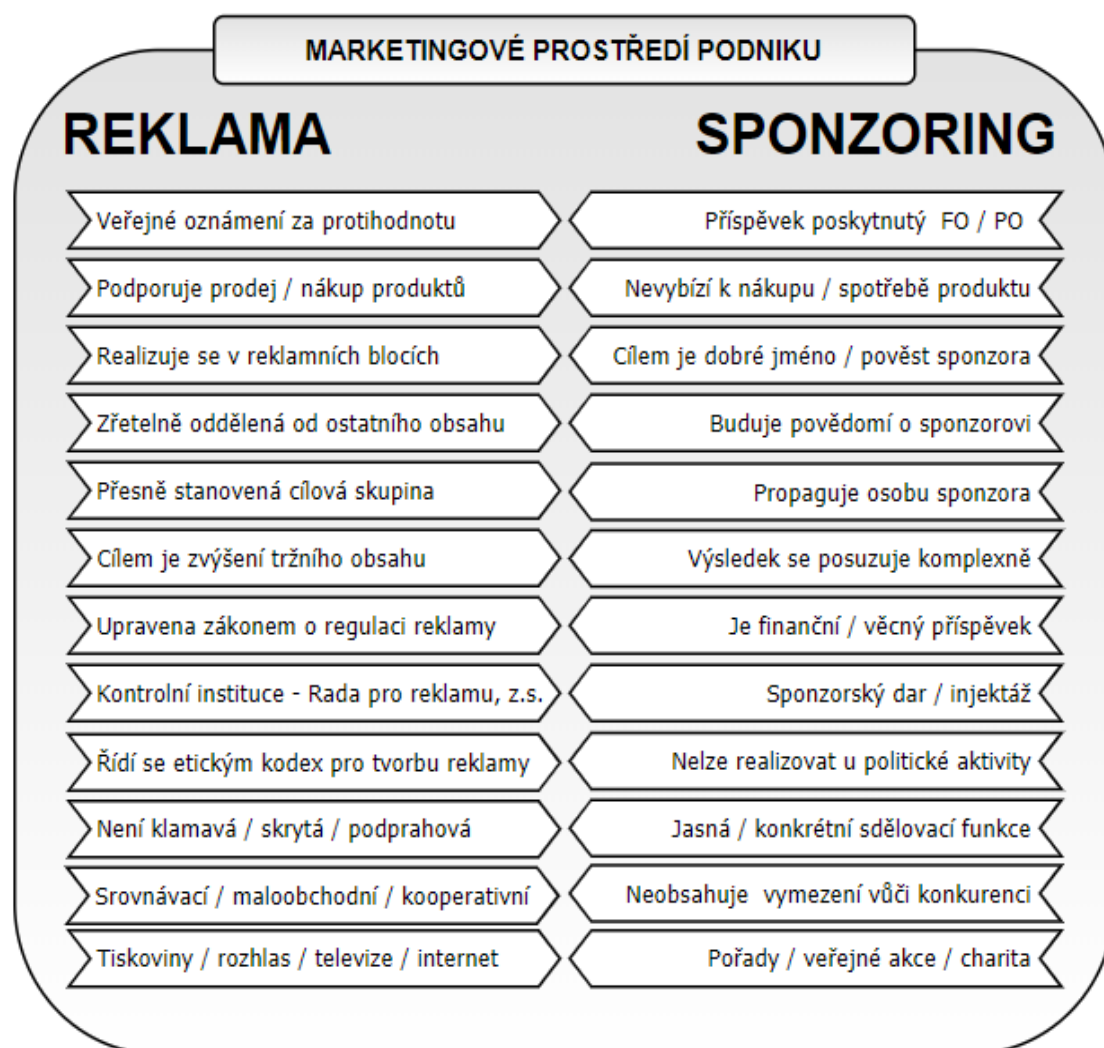 MARKETINGOVÉ PROSTŘEDÍ PODNIKU
REKLAMA
SPONZORING
Veřejné oznámení za protihodnotu
Příspěvek poskytnutý FO / PO
Podporuje prodej / nákup produktů
Nevybízí k nákupu / spotřebě produktu
Realizuje se v reklamních blocích
Cílem je dobré jméno / pověst sponzora
Zřetelně oddělená od ostatního obsahu
Buduje povědomí o sponzorovi
Přesně stanovená cílová skupina
Propaguje osobu sponzora
Cílem je zvýšení tržního obsahu
Výsledek se posuzuje komplexně
Upravena zákonem o regulaci reklamy
Je finanční / věcný příspěvek
Kontrolní instituce - Rada pro reklamu, z.s.
Sponzorský dar / injektáž
Řídí se etickým kodex pro tvorbu reklamy
Nelze realizovat u politické aktivity
Není klamavá / skrytá / podprahová
Jasná / konkrétní sdělovací funkce
Srovnávací / maloobchodní / kooperativní
Neobsahuje vymezení vůči konkurenci
Tiskoviny / rozhlas / televize / internet
Pořady / veřejné akce / charita